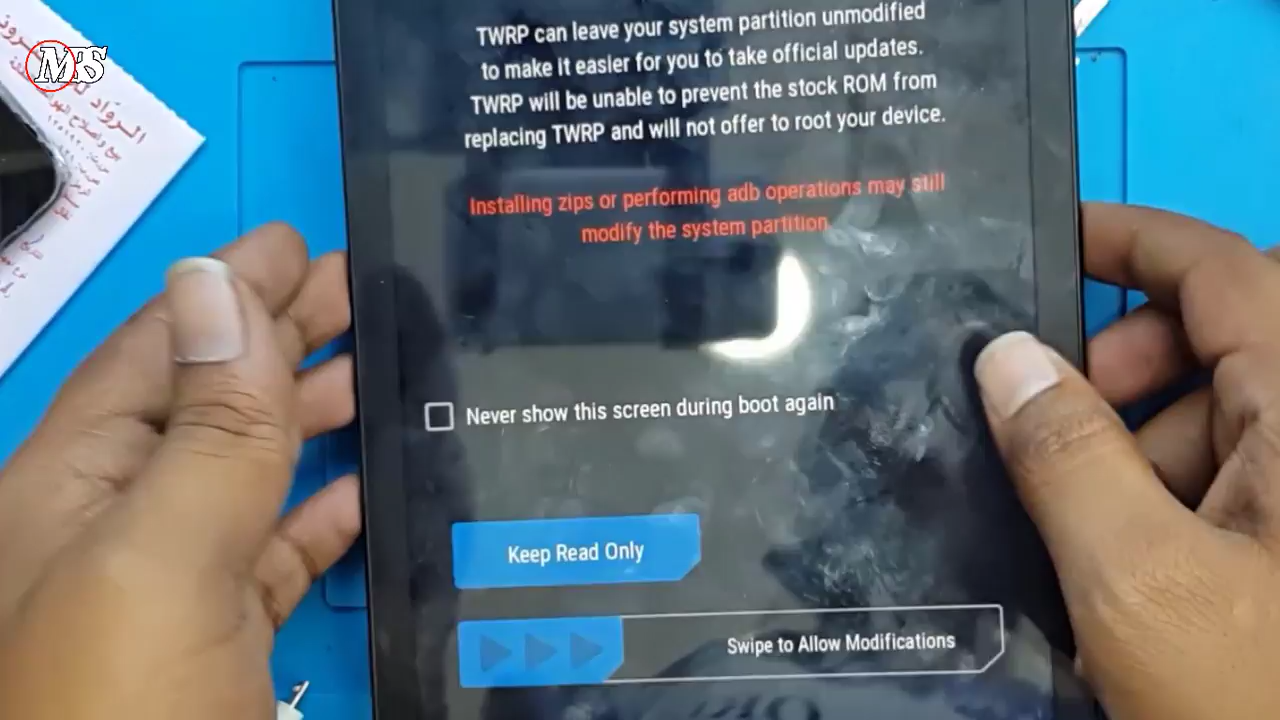 MTS
TWRP can leave your system partition unmodified
to make it easier for you to take official updates.
TWRP will be unable to prevent the stock ROM from
replacing TWRP and will not offer to root your device.
Installing zips or performing adb operations may still
modify the system partition.
Never show this screen during boot again
Keep Read Only
Swipe to Allow Modifications